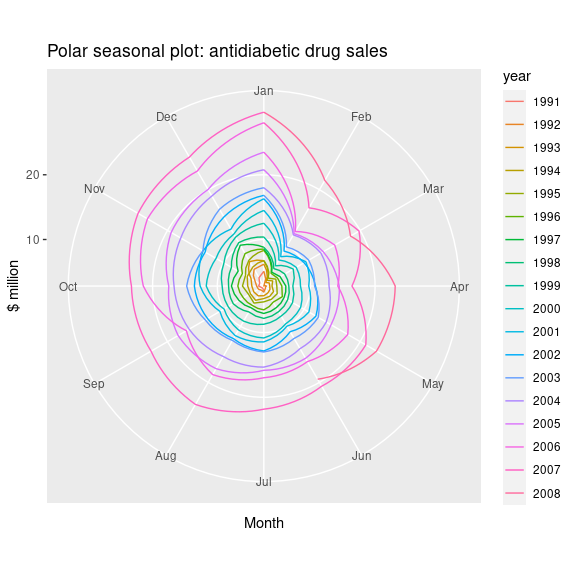 Polar seasonal plot: antidiabetic drug sales
year
1991
1992
1993
1994
1995
1996
1997
1998
1999
2000
2001
2002
2003
2004
2005
2006
2007
2008
Jan
Dec
Feb
20
Nov
Mar
10
$ million
Oct
Apr
Sep
May
Aug
Jun
Jul
Month